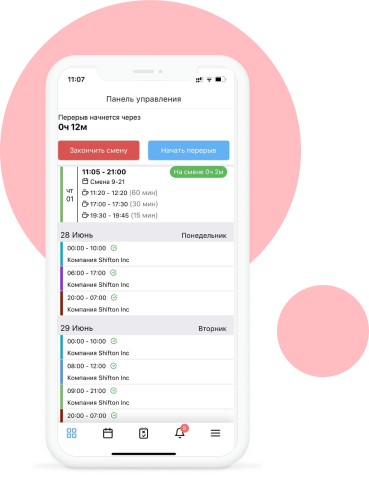 11:07
Панель управления
Перерыв начнется через
0ч 12м
Закончить смену
Начать перерыв
11:05 - 21:00
На смене 0ч 2м
Смена 9-21
чт
01
11:20 - 12:20 (60 мин)
17:00 - 17:30 (30 мин)
19:30 - 19:45 (15 мин)
28 Июнь Понедельник
00:00 - 10:00
Компания Shifton Inc
06:00 - 17:00
Компания Shifton Inc
20:00 - 07:00
Компания Shifton Inc
29 Июнь Вторник
00:00 - 10:00
Компания Shifton Inc
08:00 - 12:00
Компания Shifton Inc
09:00 - 21:00
Компания Shifton Inc
20:00 - 07:00